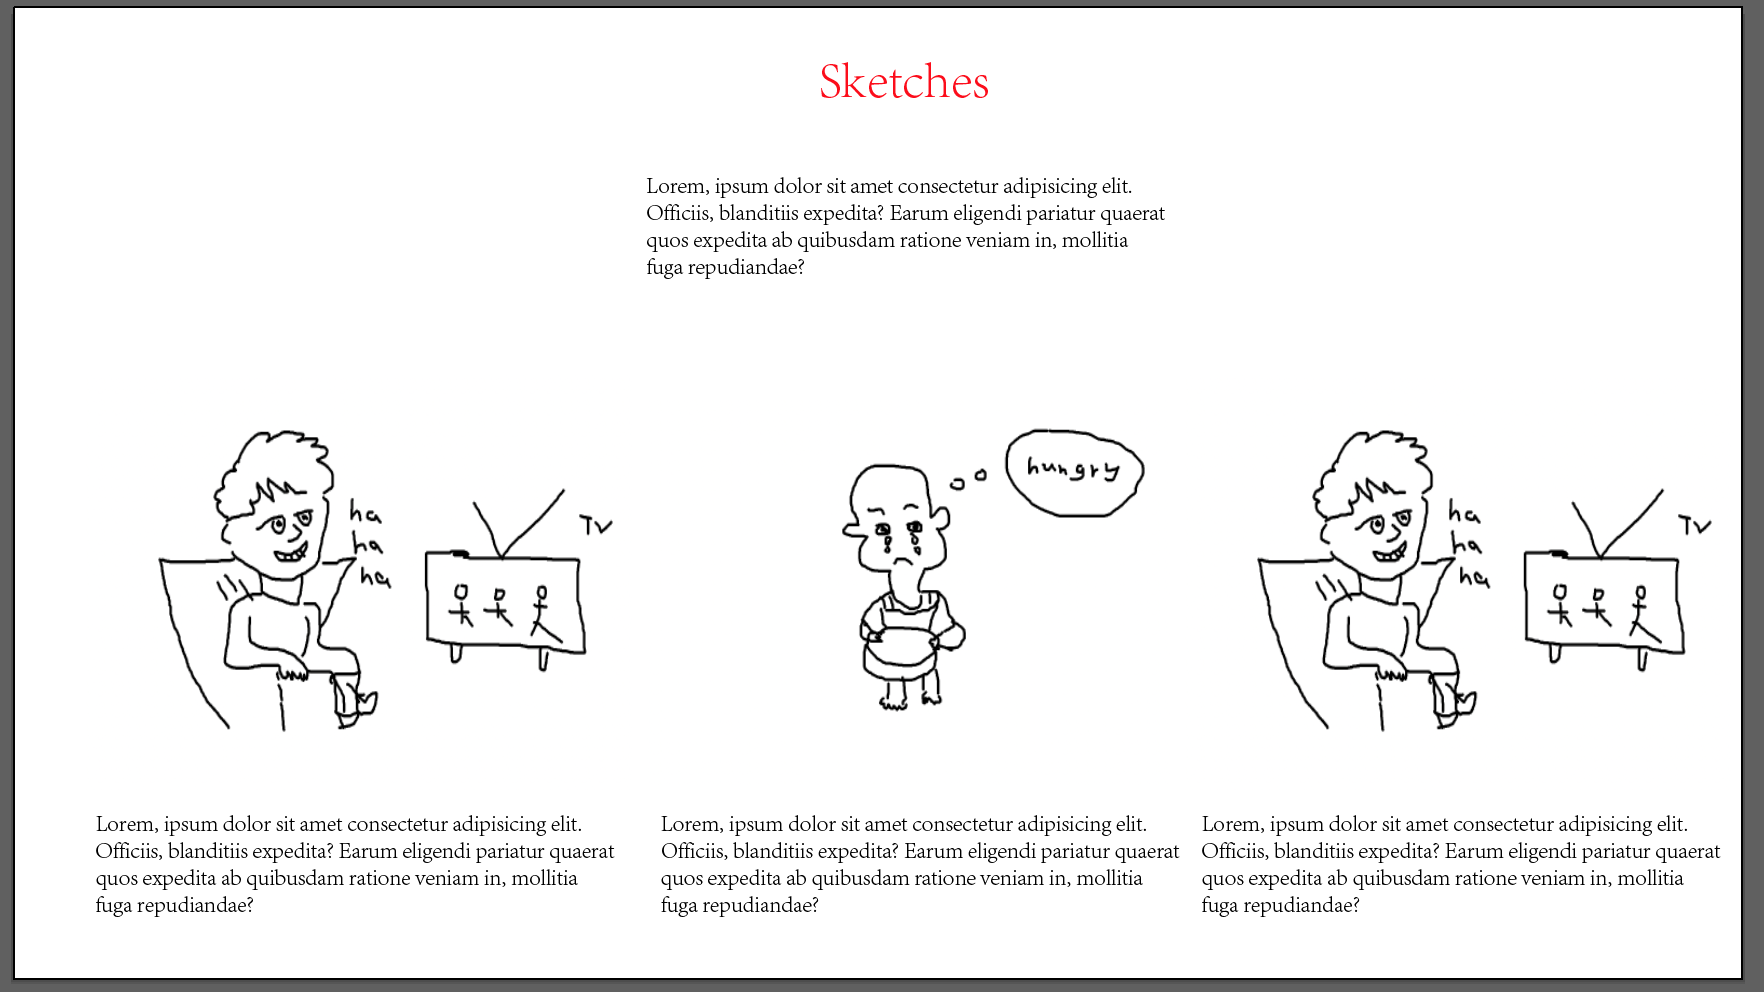 Sketches
Lorem, ipsum dolor sit amet consectetur adipisicing elit.
Officiis, blanditiis expedita? Earum eligendi pariatur quaerat
quos expedita ab quibusdam ratione veniam in, mollitia
fuga repudiandae?
ha
ha
ha
TV
hungry
ha
ha
ha
TV
Lorem, ipsum dolor sit amet consectetur adipisicing elit.
Officiis, blanditiis expedita? Earum eligendi pariatur quaerat
quos expedita ab quibusdam ratione veniam in, mollitia
fuga repudiandae?
Lorem, ipsum dolor sit amet consectetur adipisicing elit.
Officiis, blanditiis expedita? Earum eligendi pariatur quaerat
quos expedita ab quibusdam ratione veniam in, mollitia
fuga repudiandae?
Lorem, ipsum dolor sit amet consectetur adipisicing elit.
Officiis, blanditiis expedita? Earum eligendi pariatur quaerat
quos expedita ab quibusdam ratione veniam in, mollitia
fuga repudiandae?